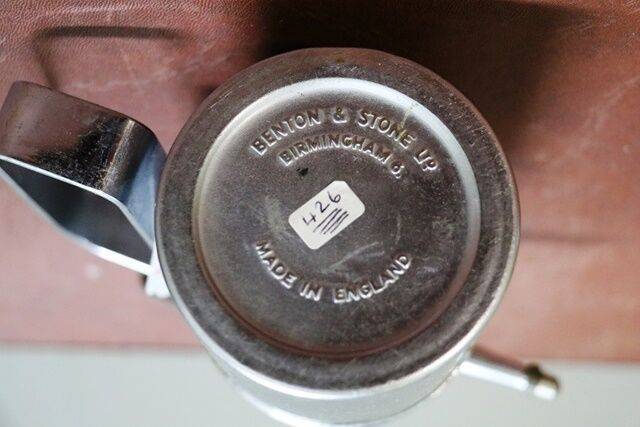 BENTON & STONE LTD
BIRMINGHAM 6.
426
MADE IN ENGLAND